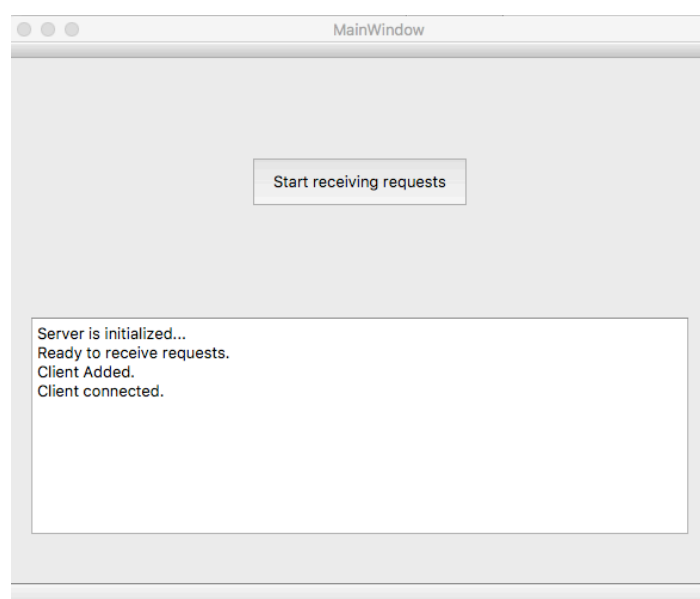 MainWindow
Start receiving requests
Server is initialized...
Ready to receive requests.
Client Added.
Client connected.